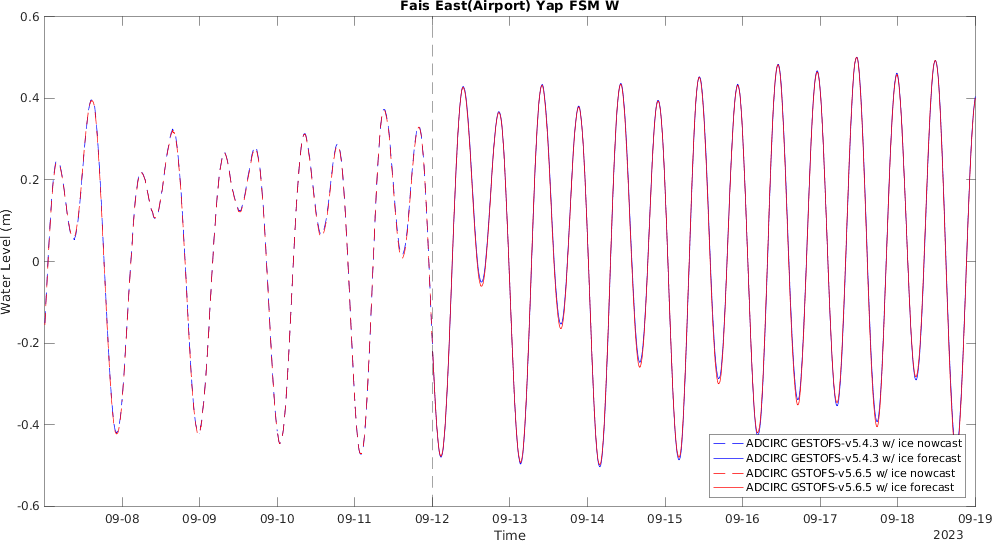 Fais East(Airport) Yap FSM W
0.6
0.4
0.2
0
-0.2
-0.4
-0.6
Water Level (m)
ADCIRC GESTOFS-v5.4.3 w/ ice nowcast
ADCIRC GESTOFS-v5.4.3 w/ ice forecast
ADCIRC GSTOFS-v5.6.5 w/ ice nowcast
ADCIRC GSTOFS-v5.6.5 w/ ice forecast
09-08 09-09 09-10 09-11 09-12 09-13 09-14 09-15 09-16 09-17 09-18 09-19
Time
2023